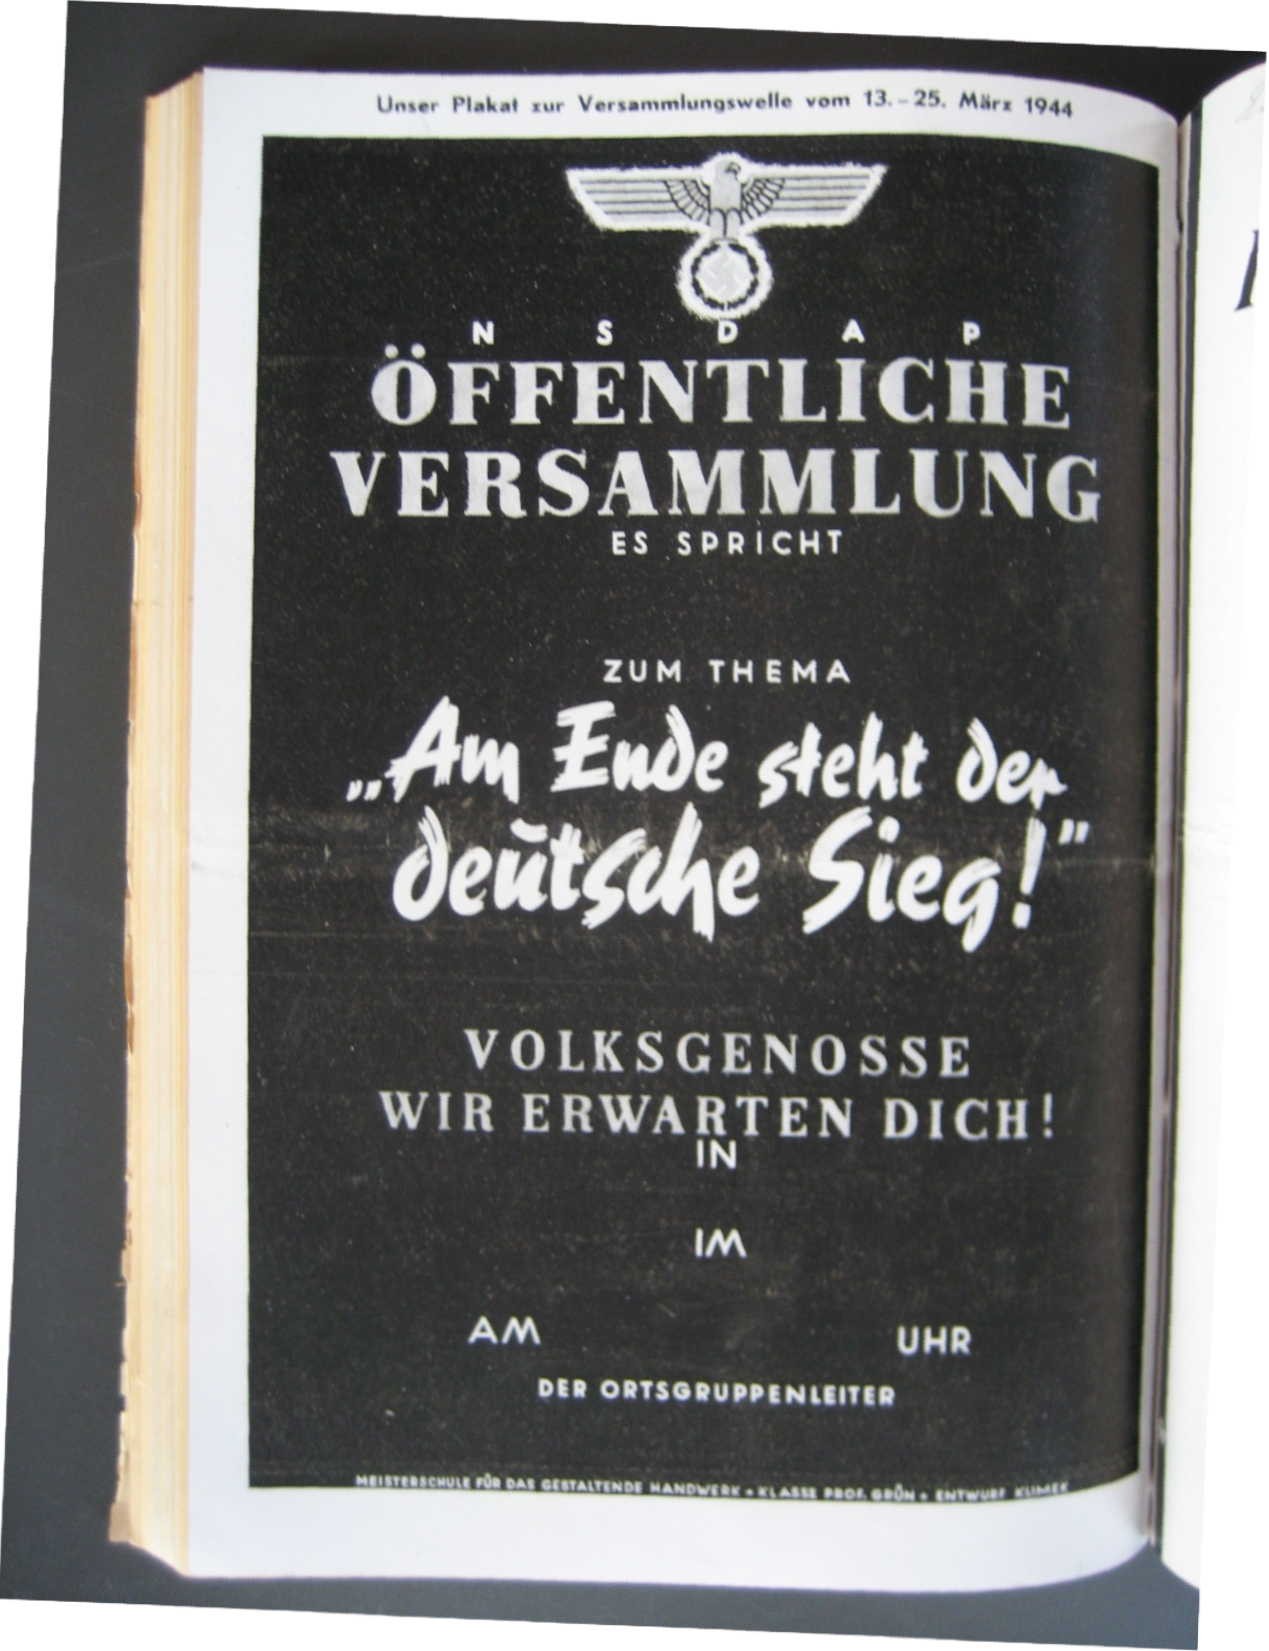 Unser Plakat zur Versammlungswelle vom 13.–25. März 1944
N S D A P
ÖFFENTLICHE
VERSAMMLUNG
ES SPRICHT
ZUM THEMA
„Am Ende steht der
deutsche Sieg!"
VOLKSGENOSSE
WIR ERWARTEN DICH!
IN
IM
AM UHR
DER ORTSGRUPPENLEITER
MEISTERSCHULE FÜR DAS GESTALTENDE HANDWERK + KLASSE PROF. GRÜN + ENTWURF KLIMEK